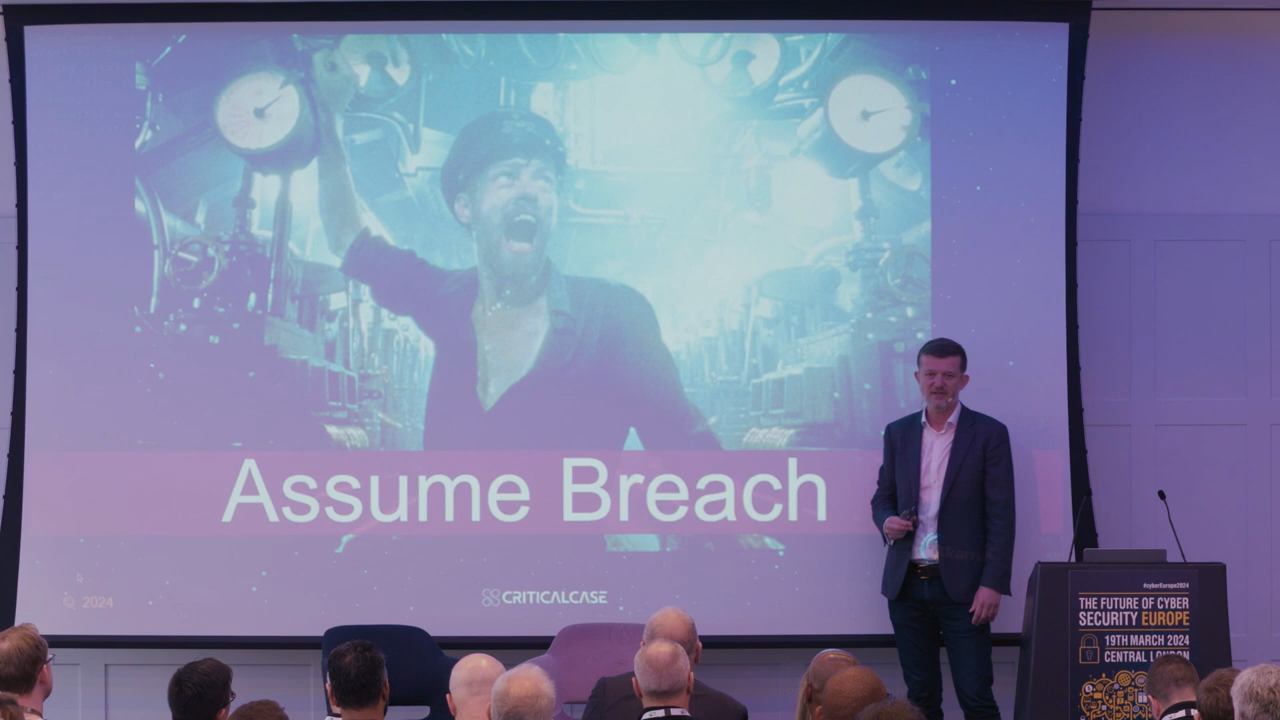 Assume Breach
2024
CRITICALCASE
#cyberEurope2024
THE FUTURE OF CYBER
SECURITY EUROPE
19TH MARCH 2024
CENTRAL LONDON